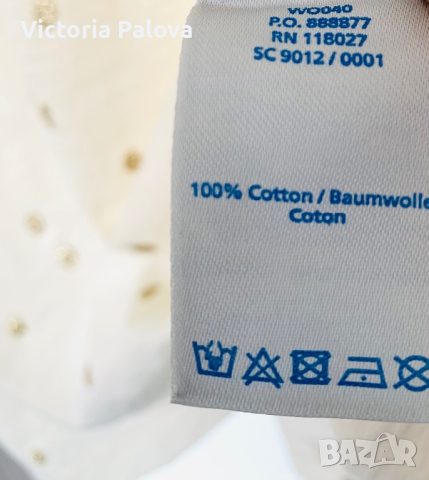 Victoria Palova
WO040
P.O. 888877
RN 118027
SC 9012 / 0001
100% Cotton / Baumwolle
Coton
BAZAR